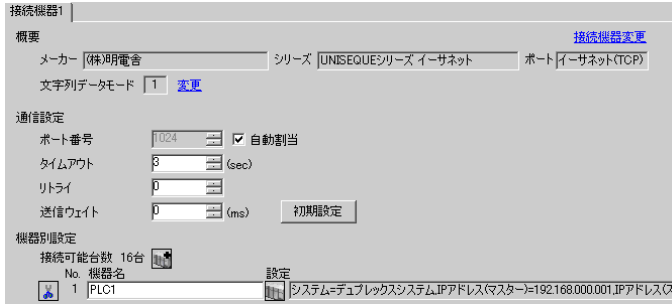 接続機器1
概要
接続機器変更
メーカー (株)明電舎 シリーズ UNISEQUEシリーズ イーサネット ポート イーサネット(TCP)
文字列データモード 1 変更
通信設定
ポート番号 1024 自動割当
タイムアウト 3 (sec)
リトライ 0
送信ウェイト 0 (ms) 初期設定
機器別設定
接続可能台数 16台
No. 機器名 設定
1 PLC1 システム=デュプレックスシステム,IPアドレス(マスター)=192.168.000.001,IPアドレス(ス